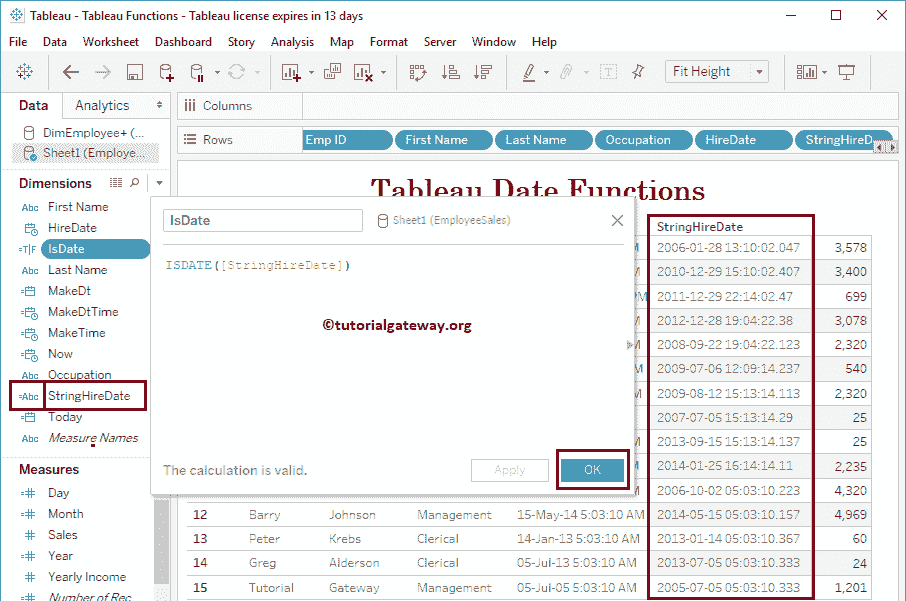 Tableau - Tableau Functions - Tableau license expires in 13 days
File Data Worksheet Dashboard Story Analysis Map Format Server Window Help
Fit Height
Data Analytics
Columns
DimEmployee+ (...
Sheet1 (Employe...
Rows Emp ID First Name Last Name Occupation HireDate StringHireD
Dimensions
Tableau Date Functions
Abc First Name
HireDate
=T|F IsDate
Abc Last Name
MakeDt
MakeDtTime
MakeTime
Now
Abc Occupation
=Abc StringHireDate
Today
Abc Measure Names
Measures
Day
Month
Sales
Year
Yearly Income
Number of Rec
IsDate Sheet1 (EmployeeSales)
ISDATE([StringHireDate])
©tutorialgateway.org
The calculation is valid. Apply OK
StringHireDate
M 2006-01-28 13:10:02.047 3,578
2010-12-29 15:10:02.407 3,400
PM 2011-12-29 22:14:02.47 699
M 2012-12-28 19:04:22.38 3,078
M 2008-09-22 19:04:22.123 2,320
M 2009-07-06 12:09:14.237 540
M 2009-08-12 15:13:14.113 2,320
M 2007-07-05 15:13:14.29 25
M 2013-09-15 15:13:14.137 25
M 2014-01-25 16:14:14.11 2,235
M 2006-10-02 05:03:10.223 4,320
12 Barry Johnson Management 15-May-14 5:03:10 AM 2014-05-15 05:03:10.157 4,969
13 Peter Krebs Clerical 14-Jan-13 5:03:10 AM 2013-01-14 05:03:10.367 60
14 Greg Alderson Clerical 05-Jul-13 5:03:10 AM 2013-07-05 05:03:10.333 24
15 Tutorial Gateway Management 05-Jul-05 5:03:10 AM 2005-07-05 05:03:10.333 1,201